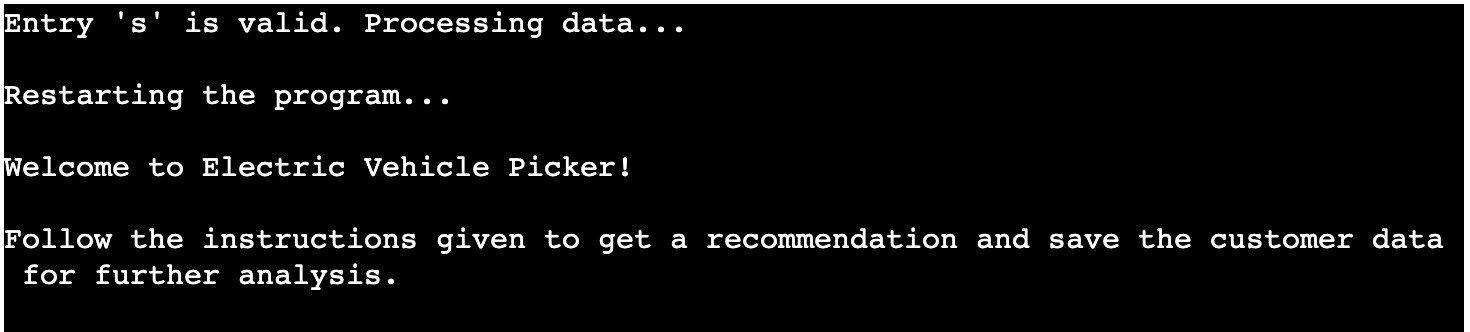 Entry 's' is valid. Processing data...
Restarting the program...
Welcome to Electric Vehicle Picker!
Follow the instructions given to get a recommendation and save the customer data
for further analysis.